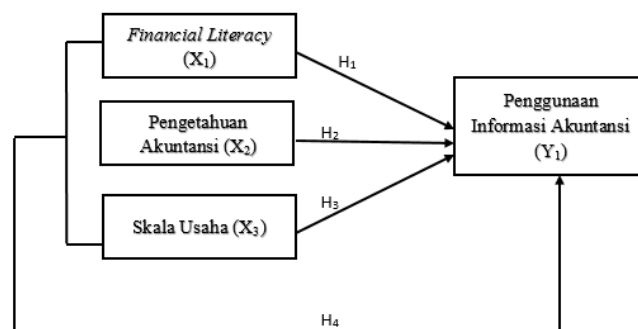 Financial Literacy
(X₁)
H₁
Pengetahuan
Akuntansi (X₂)
H₂
Penggunaan
Informasi Akuntansi
(Y₁)
Skala Usaha (X₃)
H₃
H₄